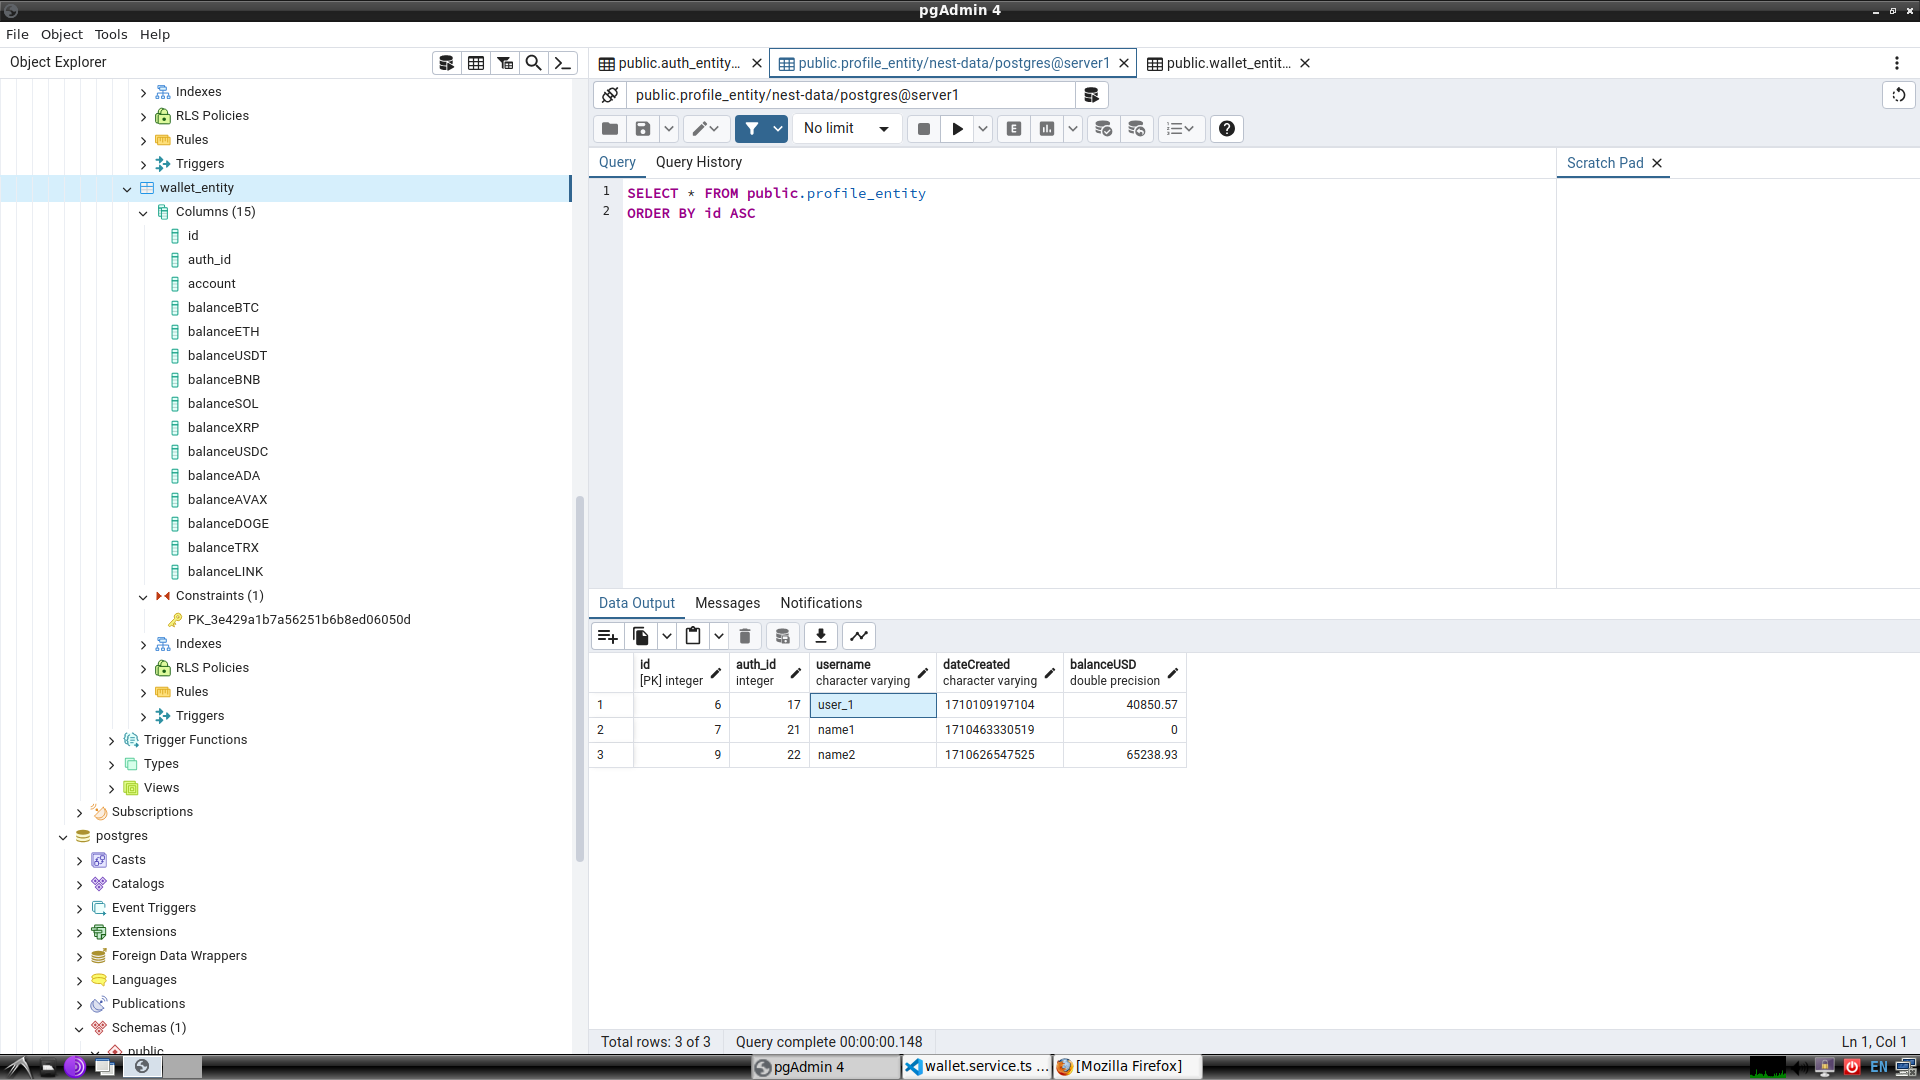 pgAdmin 4
File Object Tools Help
Object Explorer
Indexes
RLS Policies
Rules
Triggers
wallet_entity
Columns (15)
id
auth_id
account
balanceBTC
balanceETH
balanceUSDT
balanceBNB
balanceSOL
balanceXRP
balanceUSDC
balanceADA
balanceAVAX
balanceDOGE
balanceTRX
balanceLINK
Constraints (1)
PK_3e429a1b7a56251b6b8ed06050d
Indexes
RLS Policies
Rules
Triggers
Trigger Functions
Types
Views
Subscriptions
postgres
Casts
Catalogs
Event Triggers
Extensions
Foreign Data Wrappers
Languages
Publications
Schemas (1)
public
public.auth_entity... public.profile_entity/nest-data/postgres@server1 public.wallet_entit...
public.profile_entity/nest-data/postgres@server1
No limit E
Query Query History
Scratch Pad
1 SELECT * FROM public.profile_entity
2 ORDER BY id ASC
Data Output Messages Notifications
id auth_id username dateCreated balanceUSD
[PK] integer integer character varying character varying double precision
1 6 17 user_1 1710109197104 40850.57
2 7 21 name1 1710463330519 0
3 9 22 name2 1710626547525 65238.93
Total rows: 3 of 3 Query complete 00:00:00.148 Ln 1, Col 1
pgAdmin 4 wallet.service.ts ... [Mozilla Firefox] EN